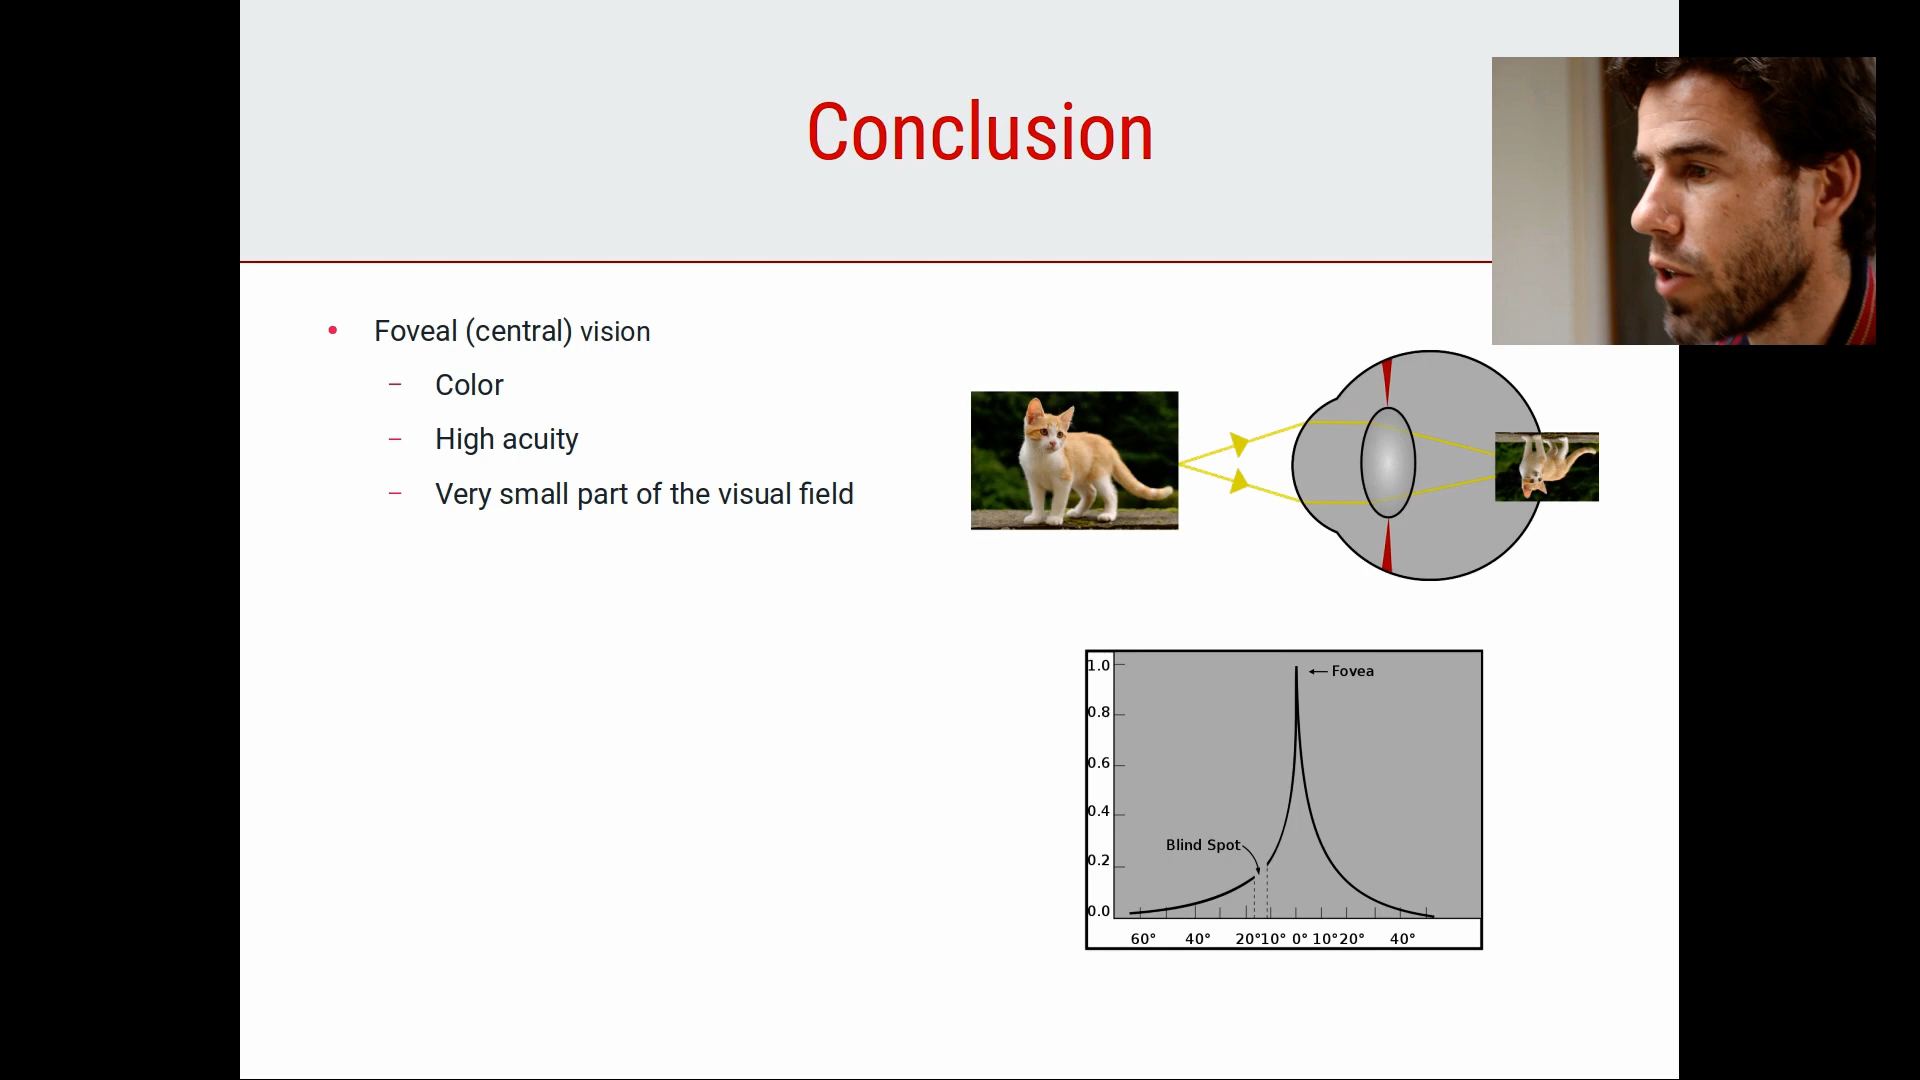 Conclusion
• Foveal (central) vision
– Color
– High acuity
– Very small part of the visual field
1.0
Fovea
0.8
0.6
0.4
Blind Spot
0.2
0.0
60° 40° 20° 10° 0° 10° 20° 40°